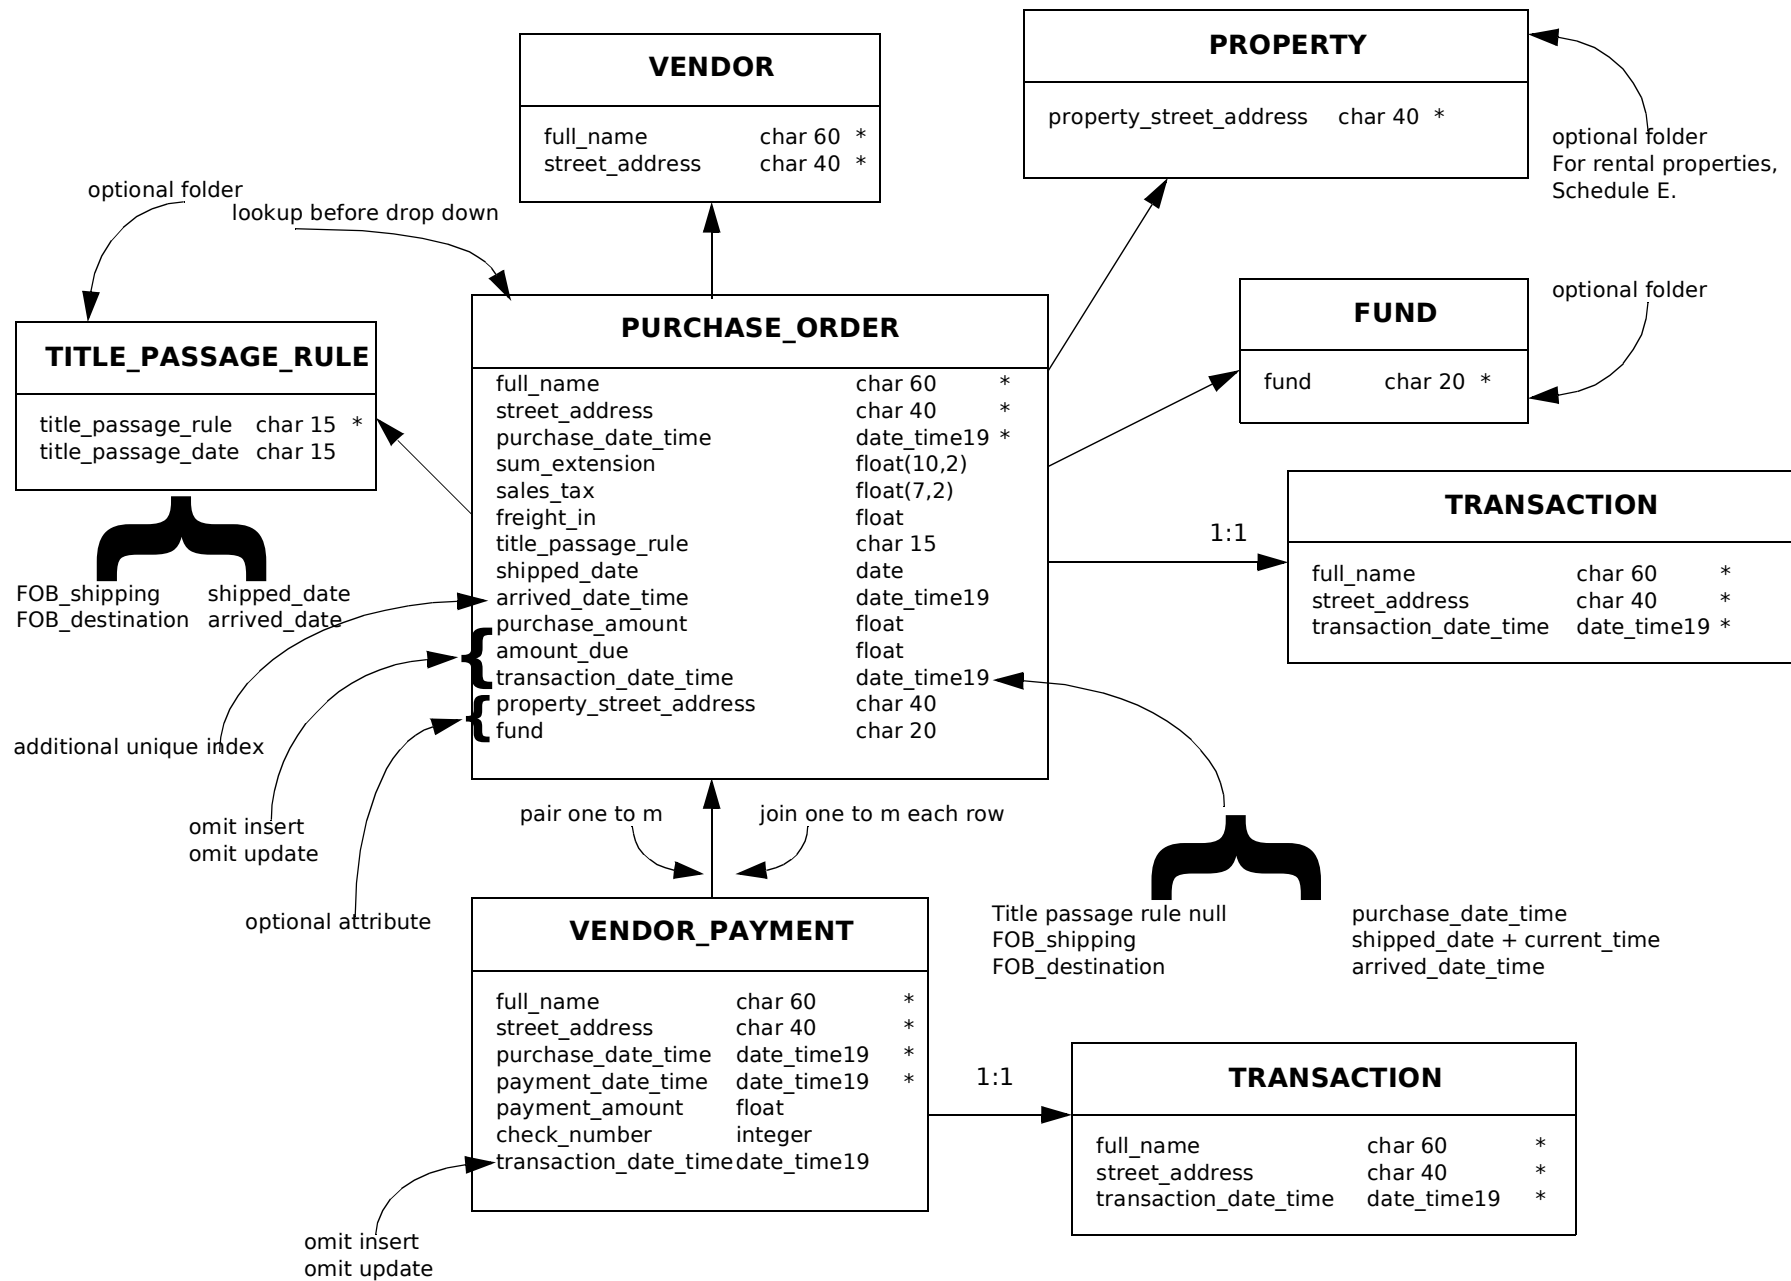 VENDOR
full_name char 60 *
street_address char 40 *
PROPERTY
property_street_address char 40 *
optional folder
For rental properties,
Schedule E.
optional folder
lookup before drop down
TITLE_PASSAGE_RULE
title_passage_rule char 15 *
title_passage_date char 15
FOB_shipping shipped_date
FOB_destination arrived_date
PURCHASE_ORDER
full_name char 60 *
street_address char 40 *
purchase_date_time date_time19 *
sum_extension float(10,2)
sales_tax float(7,2)
freight_in float
title_passage_rule char 15
shipped_date date
arrived_date_time date_time19
purchase_amount float
amount_due float
transaction_date_time date_time19
property_street_address char 40
fund char 20
FUND
fund char 20 *
optional folder
1:1
TRANSACTION
full_name char 60 *
street_address char 40 *
transaction_date_time date_time19 *
additional unique index
omit insert
omit update
optional attribute
pair one to m
join one to m each row
Title passage rule null purchase_date_time
FOB_shipping shipped_date + current_time
FOB_destination arrived_date_time
VENDOR_PAYMENT
full_name char 60 *
street_address char 40 *
purchase_date_time date_time19 *
payment_date_time date_time19 *
payment_amount float
check_number integer
transaction_date_time date_time19
omit insert
omit update
1:1
TRANSACTION
full_name char 60 *
street_address char 40 *
transaction_date_time date_time19 *